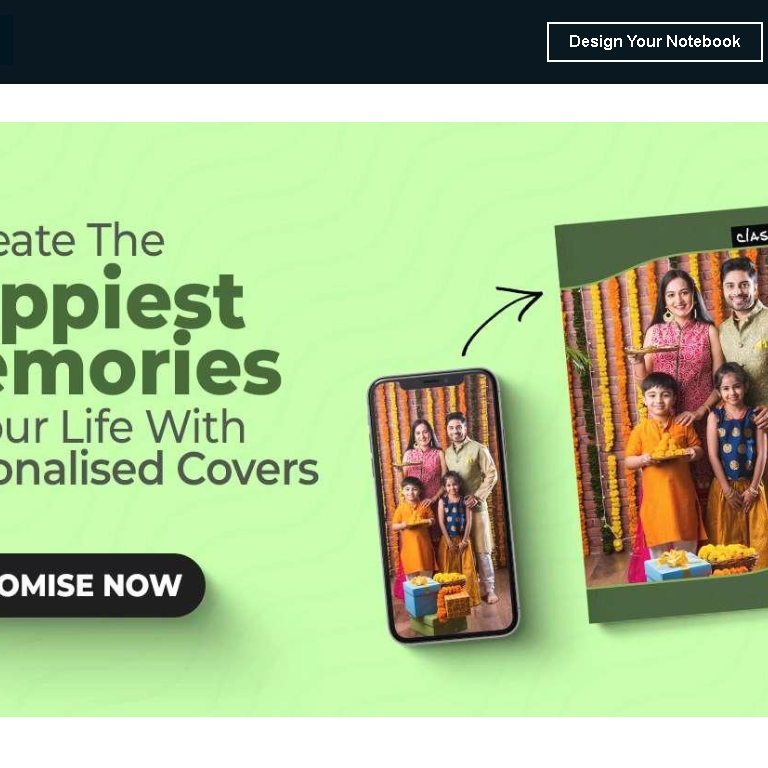 Design Your Notebook
eate The
ppiest
emories
our Life With
onalised Covers
OMISE NOW
clas